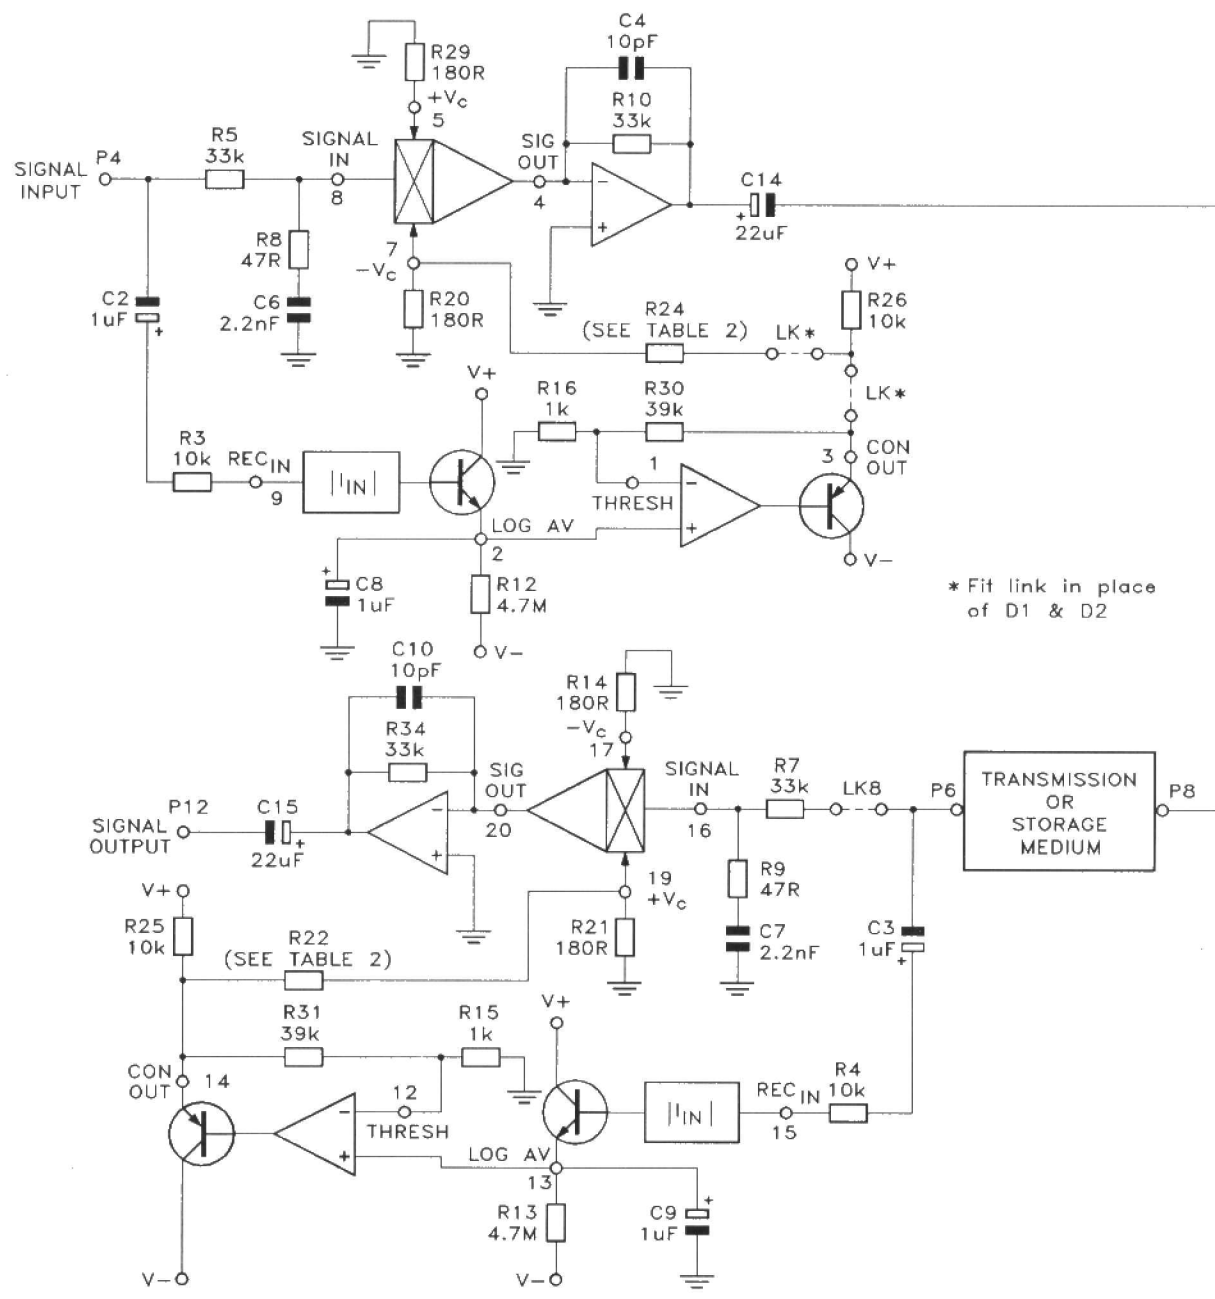 C4
10pF
R29
180R
+Vc
5
R10
33k
R5
33k
SIGNAL
IN
SIG
OUT
SIGNAL
INPUT
P4
8
4
C14
+
22uF
−
+
R8
47R
7
−Vc
V+
C2
1uF
+
C6
2.2nF
R20
180R
R24
(SEE TABLE 2)
LK*
R26
10k
V+
R16
1k
R30
39k
LK*
R3
10k
REC IN
9
|I IN|
1
THRESH
−
+
3
CON
OUT
LOG AV
2
V−
+
C8
1uF
R12
4.7M
V−
* Fit link in place
of D1 & D2
C10
10pF
R14
180R
−Vc
17
R34
33k
SIG
OUT
SIGNAL
IN
R7
33k
LK8
P6
TRANSMISSION
OR
STORAGE
MEDIUM
P8
P12
C15
SIGNAL
OUTPUT
+
22uF
−
+
20
16
V+
19
+Vc
R9
47R
R25
10k
R22
(SEE TABLE 2)
R21
180R
C7
2.2nF
C3
1uF
+
V+
R31
39k
R15
1k
CON
OUT
14
12
THRESH
−
+
|I IN|
REC IN
15
R4
10k
LOG AV
13
R13
4.7M
C9
1uF
+
V−
V−